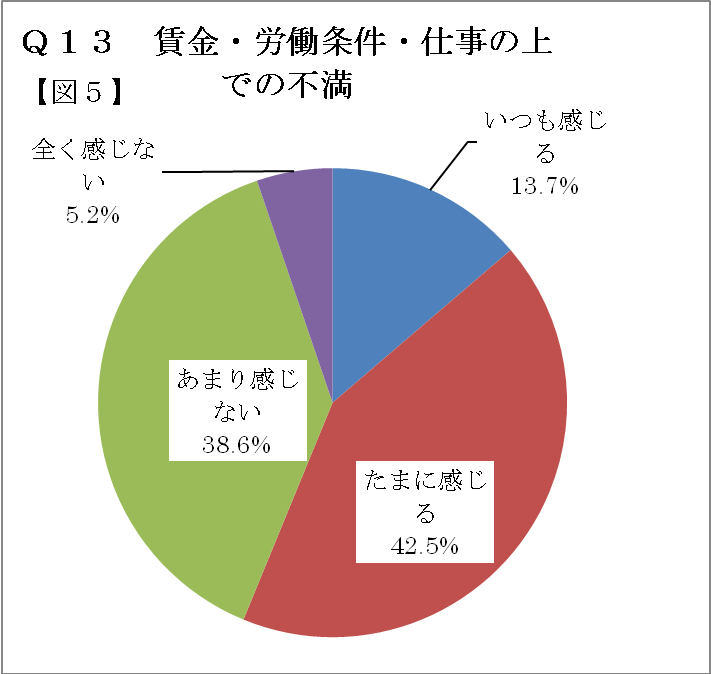 Ｑ１３　賃金・労働条件・仕事の上
での不満
【図５】
いつも感じ
る
13.7%
全く感じな
い
5.2%
あまり感じ
ない
38.6%
たまに感じ
る
42.5%